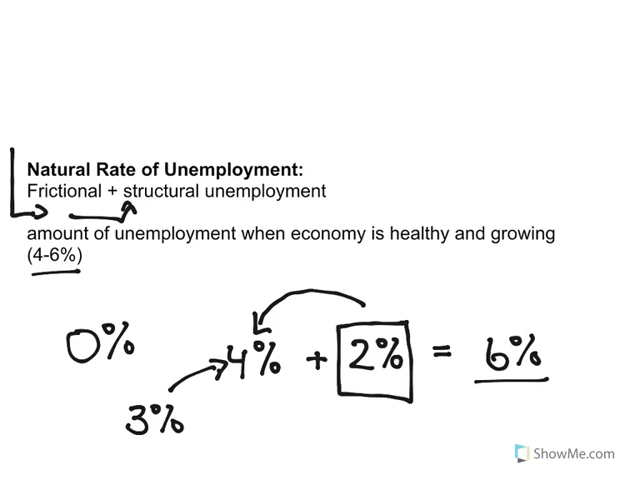 Natural Rate of Unemployment:
Frictional + structural unemployment
amount of unemployment when economy is healthy and growing
(4-6%)
0% 4% + 2% = 6%
3%
ShowMe.com